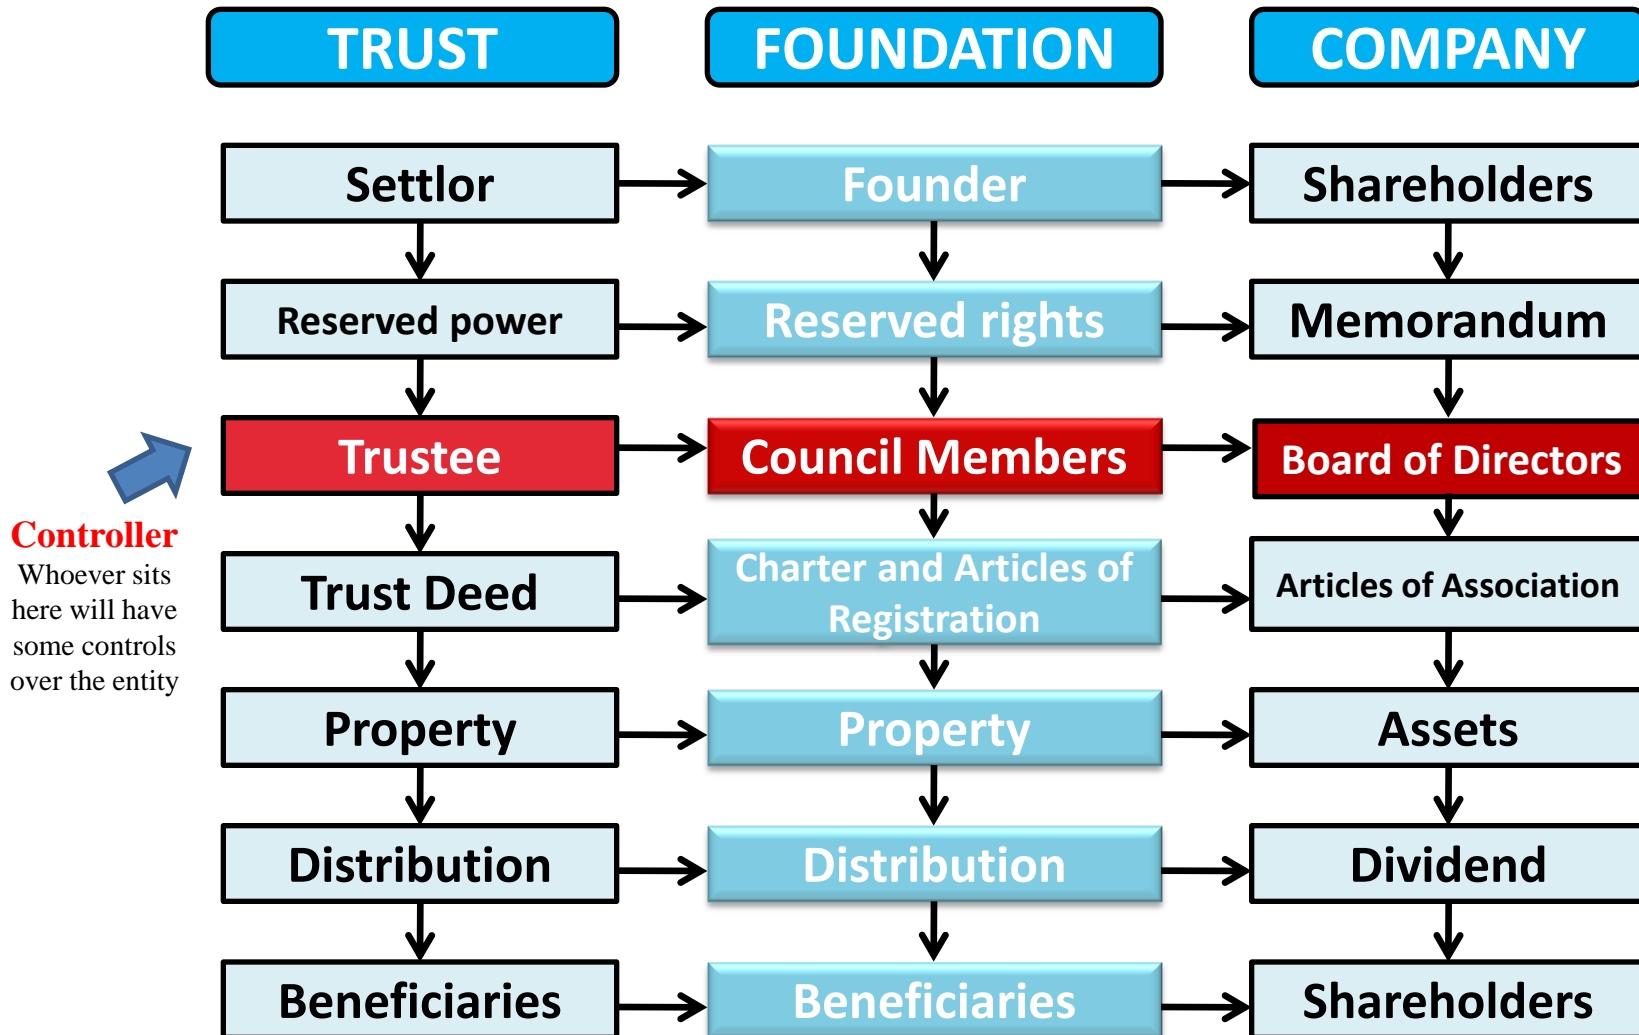 TRUST
FOUNDATION
COMPANY
Settlor
Founder
Shareholders
Reserved power
Reserved rights
Memorandum
Trustee
Council Members
Board of Directors
Controller
Whoever sits
here will have
some controls
over the entity
Trust Deed
Charter and Articles of
Registration
Articles of Association
Property
Property
Assets
Distribution
Distribution
Dividend
Beneficiaries
Beneficiaries
Shareholders